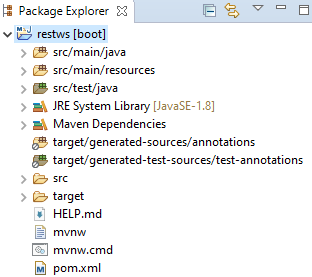 Package Explorer
restws [boot]
src/main/java
src/main/resources
src/test/java
JRE System Library [JavaSE-1.8]
Maven Dependencies
target/generated-sources/annotations
target/generated-test-sources/test-annotations
src
target
HELP.md
mvnw
mvnw.cmd
pom.xml